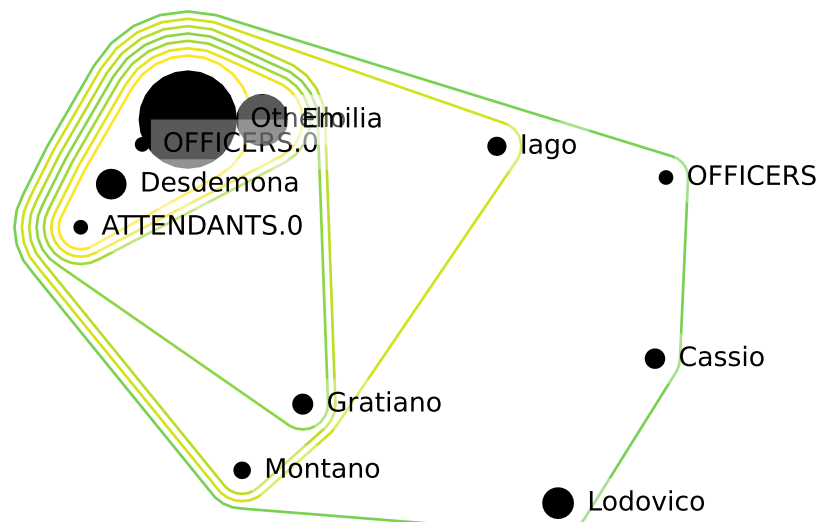 Othello
Emilia
OFFICERS.0
Iago
OFFICERS
Desdemona
ATTENDANTS.0
Cassio
Gratiano
Montano
Lodovico